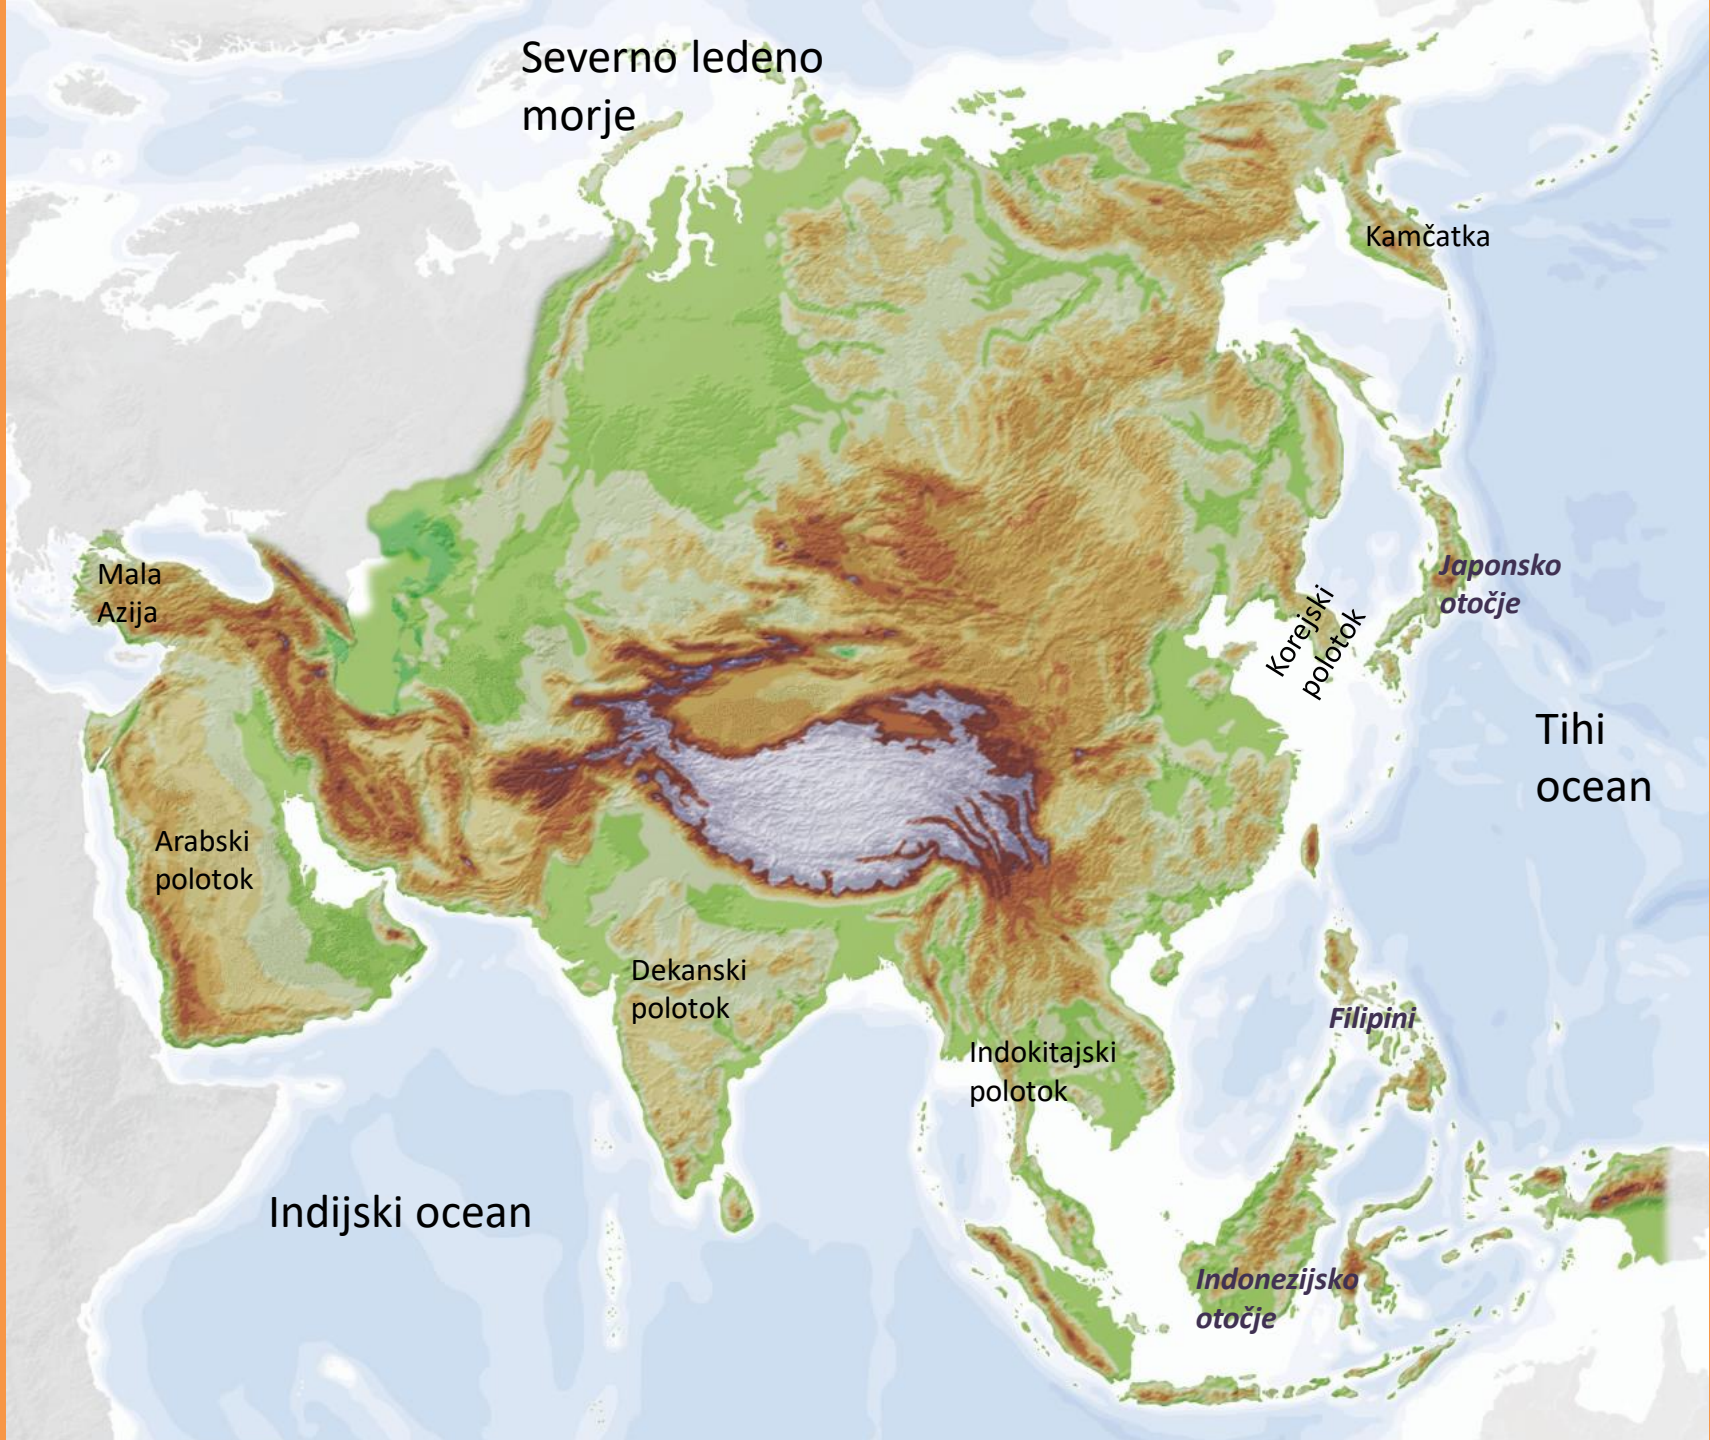 Severno ledeno
morje
Kamčatka
Mala
Azija
Japonsko
otočje
Korejski
polotok
Tihi
ocean
Arabski
polotok
Dekanski
polotok
Filipini
Indokitajski
polotok
Indijski ocean
Indonezijsko
otočje